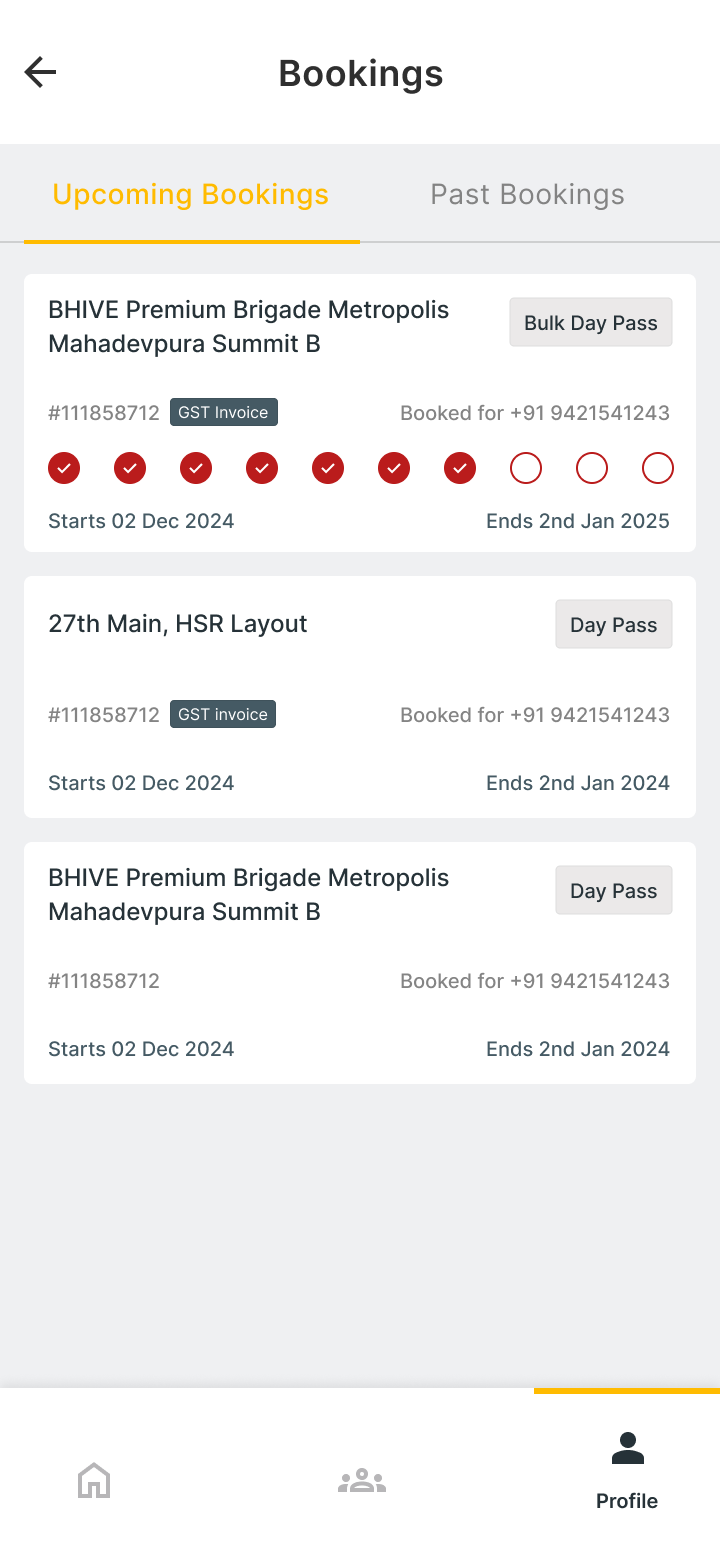 Bookings
Upcoming Bookings Past Bookings
BHIVE Premium Brigade Metropolis
Mahadevpura Summit B
Bulk Day Pass
#111858712 GST Invoice Booked for +91 9421541243
Starts 02 Dec 2024 Ends 2nd Jan 2025
27th Main, HSR Layout Day Pass
#111858712 GST invoice Booked for +91 9421541243
Starts 02 Dec 2024 Ends 2nd Jan 2024
BHIVE Premium Brigade Metropolis
Mahadevpura Summit B
Day Pass
#111858712 Booked for +91 9421541243
Starts 02 Dec 2024 Ends 2nd Jan 2024
Profile